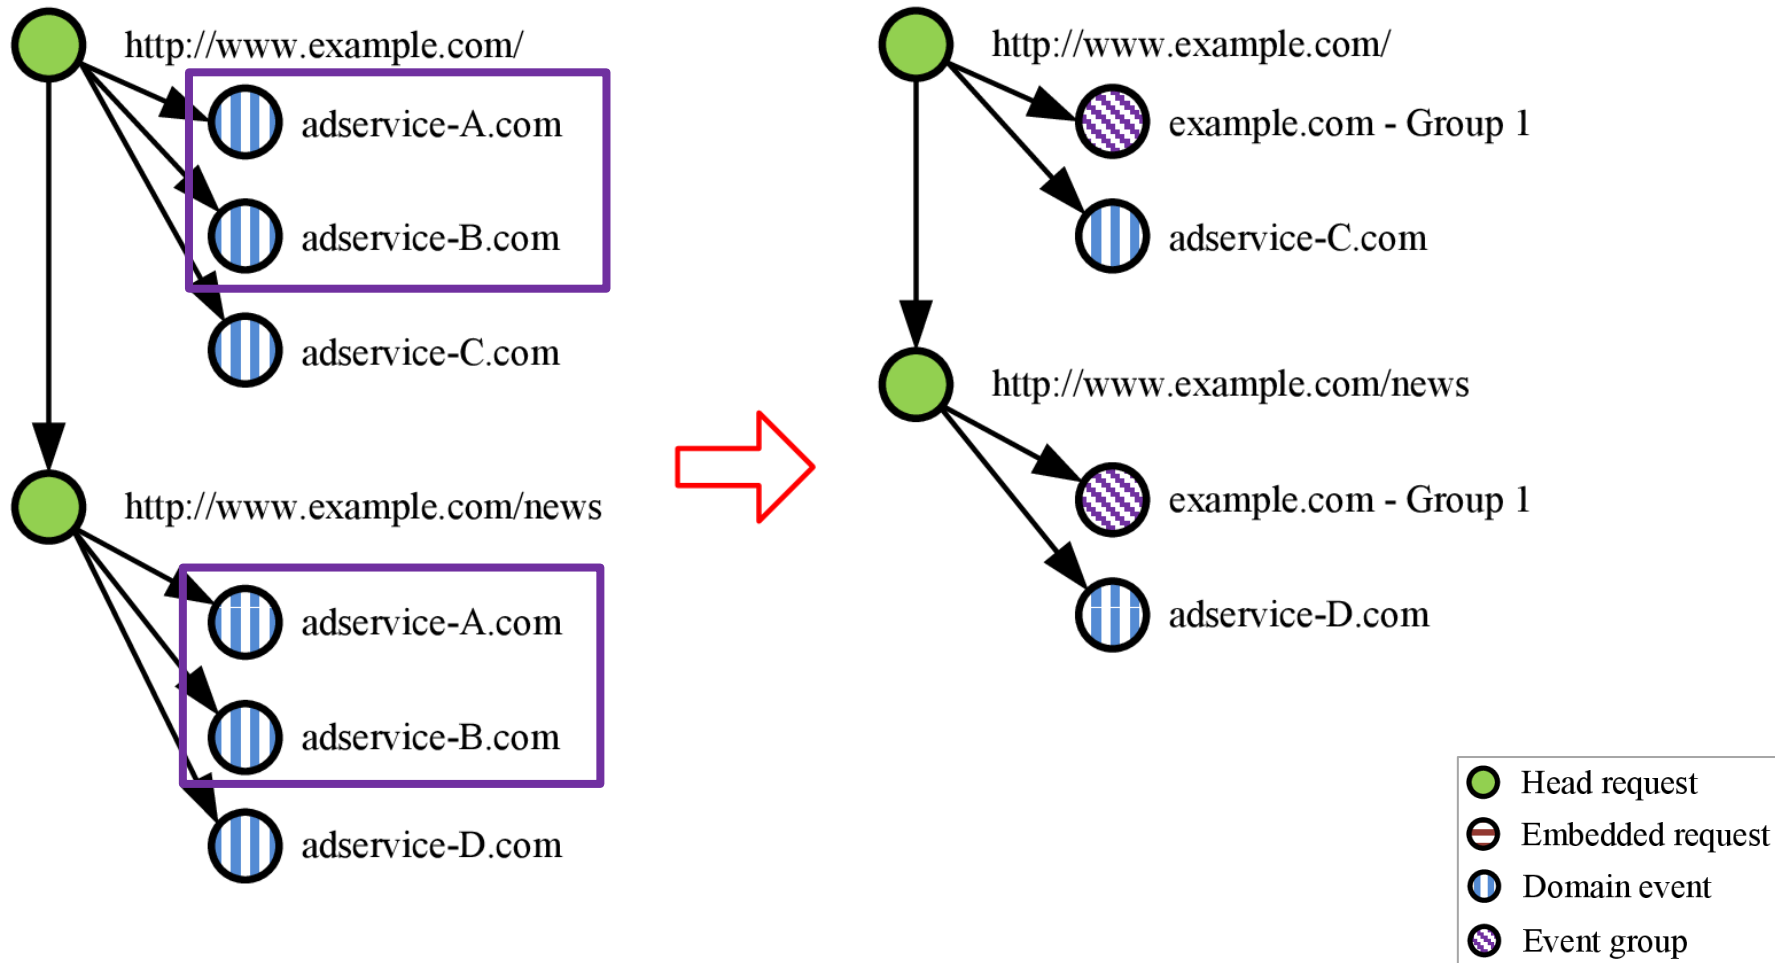 http://www.example.com/
adservice-A.com
adservice-B.com
adservice-C.com
http://www.example.com/news
adservice-A.com
adservice-B.com
adservice-D.com
http://www.example.com/
example.com - Group 1
adservice-C.com
http://www.example.com/news
example.com - Group 1
adservice-D.com
Head request
Embedded request
Domain event
Event group